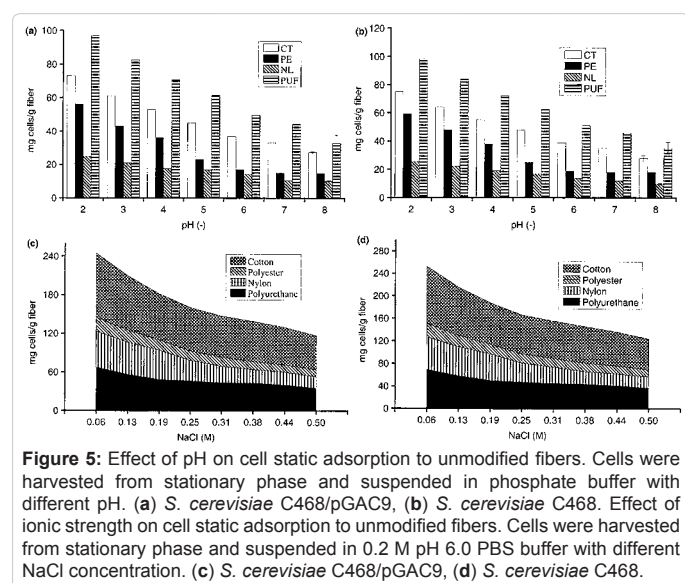 (a)
100
80
60
40
20
0
mg cells/g fiber
CT
PE
NL
PUF
2 3 4 5 6 7 8
pH (-)
(b)
120
100
80
60
40
20
0
mg cells/g fiber
CT
PE
NL
PUF
2 3 4 5 6 7 8
pH (-)
(c)
240
180
120
60
0
mg cells/g fiber
Cotton
Polyester
Nylon
Polyurethane
0.06 0.13 0.19 0.25 0.31 0.38 0.44 0.50
NaCl (M)
(d)
280
240
200
160
120
80
40
0
mg cells/g fiber
Cotton
Polyester
Nylon
Polyurethane
0.06 0.13 0.19 0.25 0.31 0.38 0.44 0.50
NaCl (M)
Figure 5: Effect of pH on cell static adsorption to unmodified fibers. Cells were
harvested from stationary phase and suspended in phosphate buffer with
different pH. (a) S. cerevisiae C468/pGAC9, (b) S. cerevisiae C468. Effect of
ionic strength on cell static adsorption to unmodified fibers. Cells were harvested
from stationary phase and suspended in 0.2 M pH 6.0 PBS buffer with different
NaCl concentration. (c) S. cerevisiae C468/pGAC9, (d) S. cerevisiae C468.